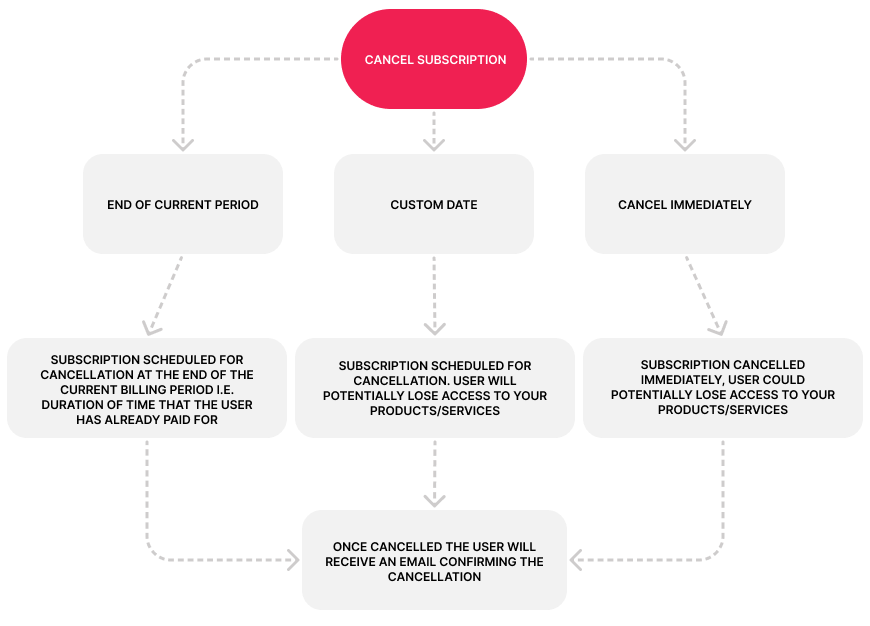 CANCEL SUBSCRIPTION
END OF CURRENT PERIOD
CUSTOM DATE
CANCEL IMMEDIATELY
SUBSCRIPTION SCHEDULED FOR
CANCELLATION AT THE END OF THE
CURRENT BILLING PERIOD I.E.
DURATION OF TIME THAT THE USER
HAS ALREADY PAID FOR
SUBSCRIPTION SCHEDULED FOR
CANCELLATION. USER WILL
POTENTIALLY LOSE ACCESS TO YOUR
PRODUCTS/SERVICES
SUBSCRIPTION CANCELLED
IMMEDIATELY, USER COULD
POTENTIALLY LOSE ACCESS TO YOUR
PRODUCTS/SERVICES
ONCE CANCELLED THE USER WILL
RECEIVE AN EMAIL CONFIRMING THE
CANCELLATION